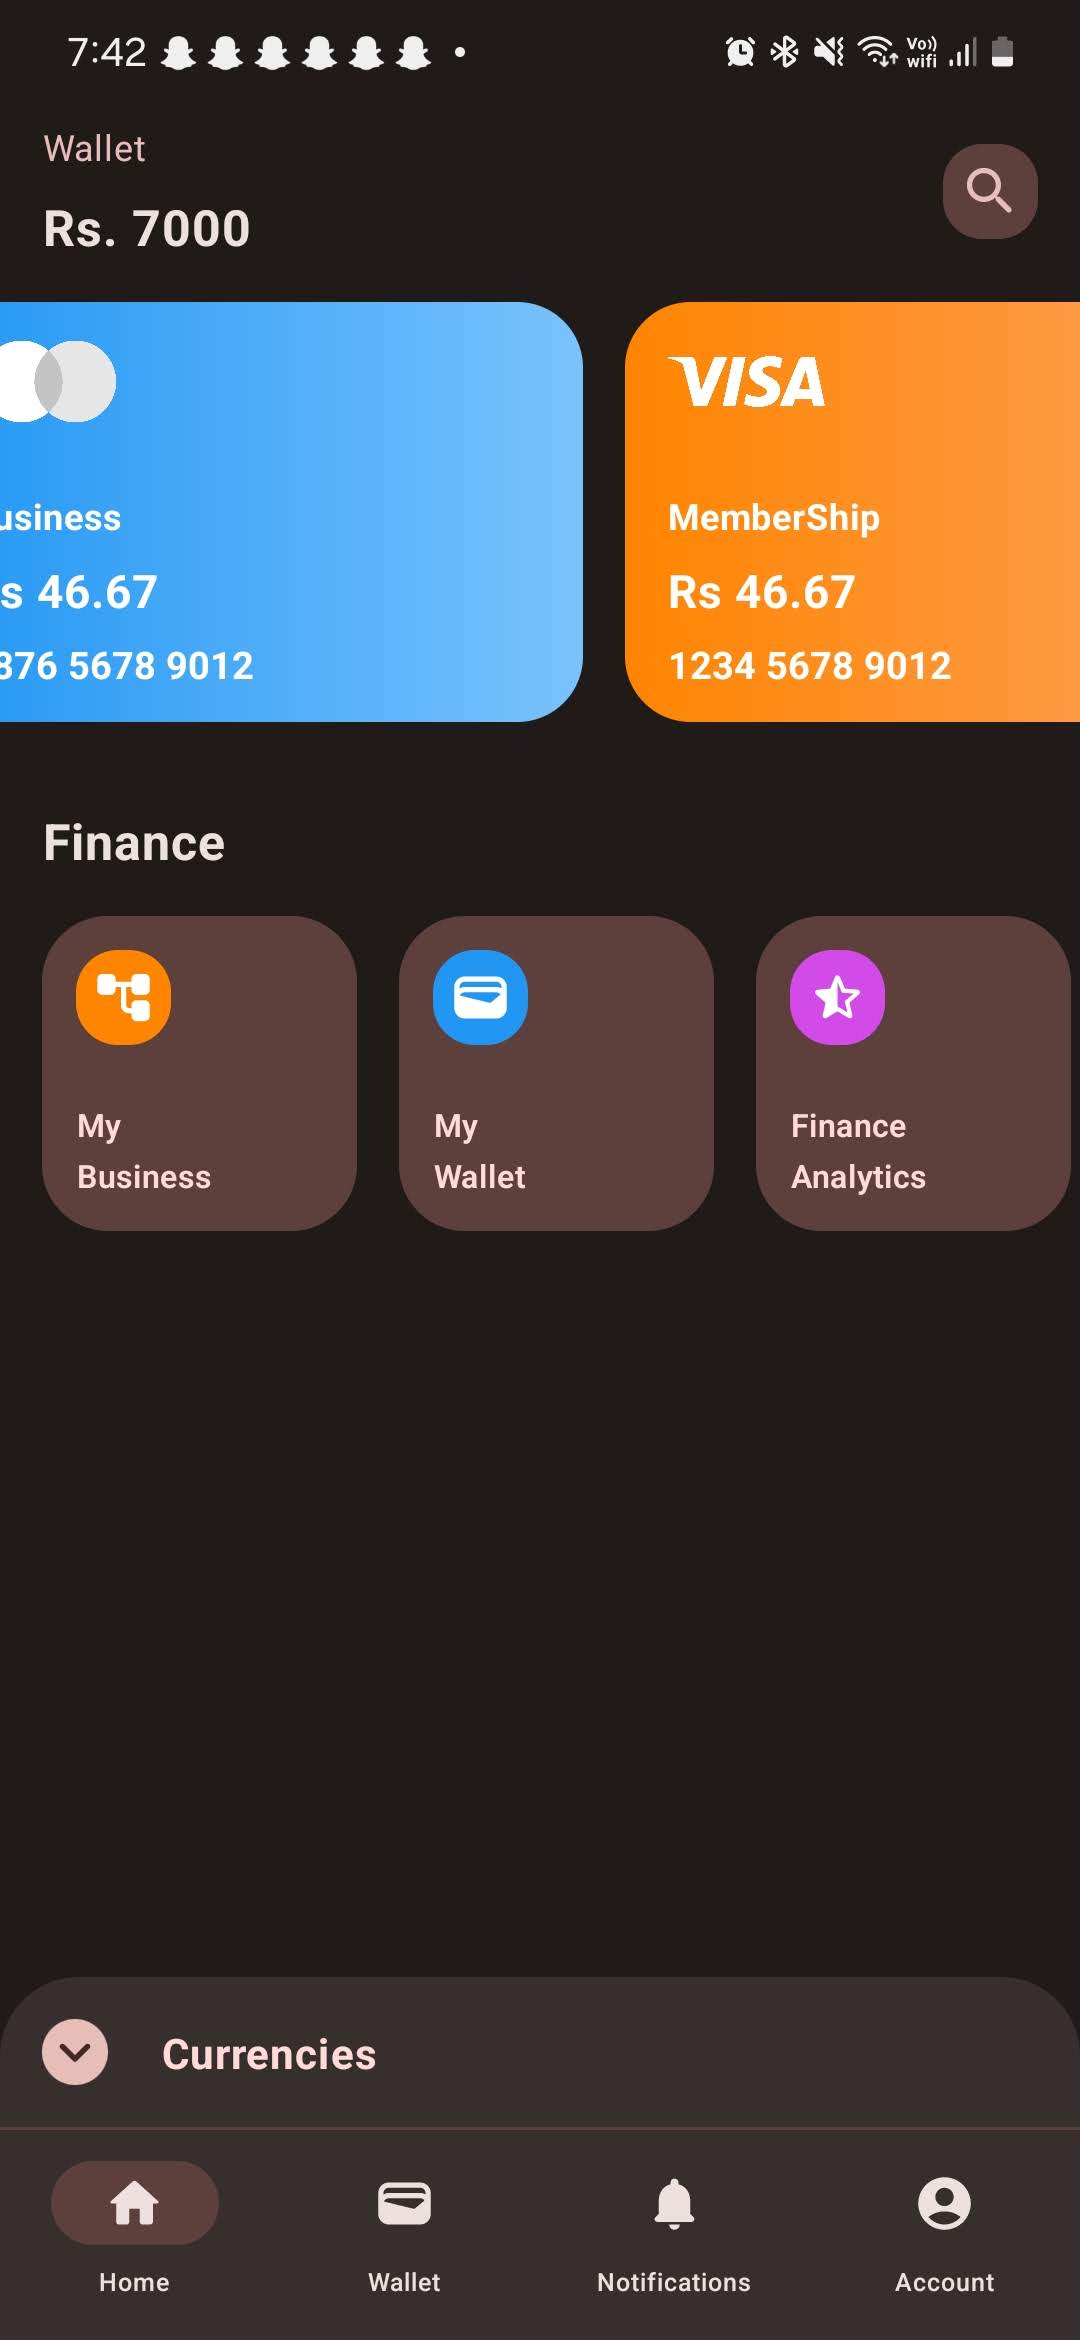 7:42
Vo)) wifi
Wallet
Rs. 7000
VISA
usiness
MemberShip
s 46.67
Rs 46.67
876 5678 9012
1234 5678 9012
Finance
My
Business
My
Wallet
Finance
Analytics
Currencies
Home
Wallet
Notifications
Account